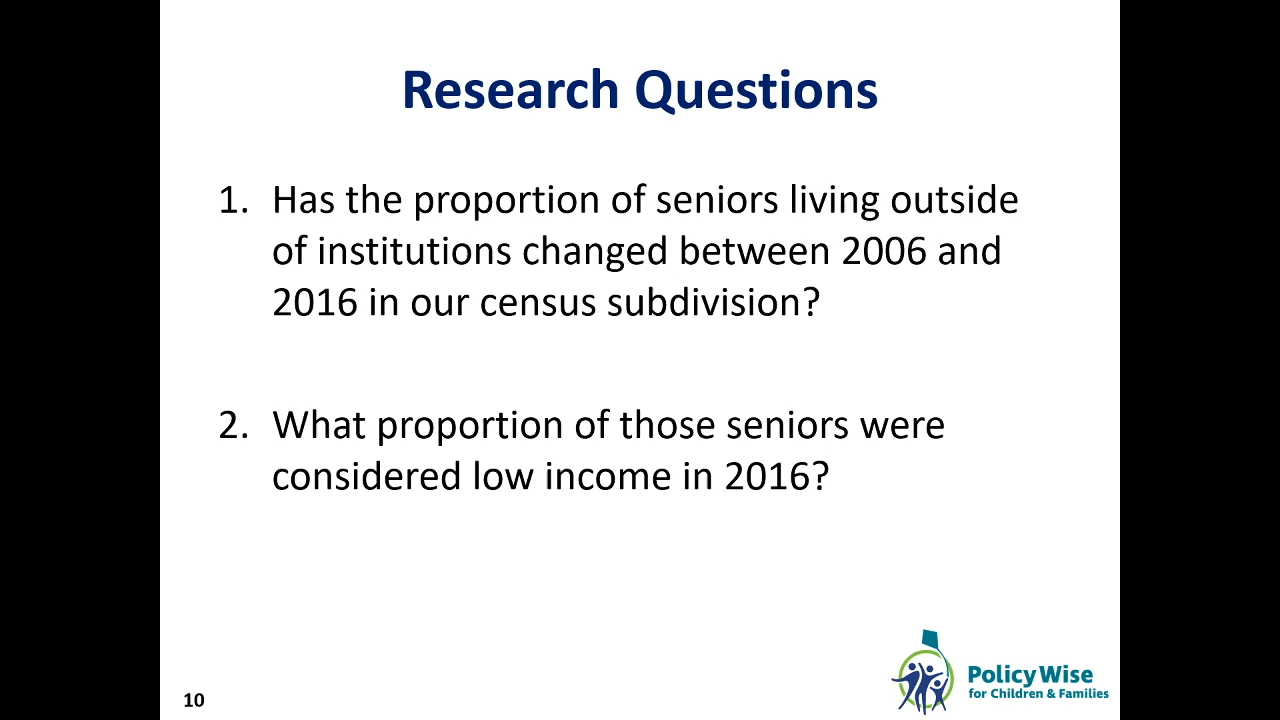 Research Questions
1. Has the proportion of seniors living outside
of institutions changed between 2006 and
2016 in our census subdivision?
2. What proportion of those seniors were
considered low income in 2016?
10
PolicyWise
for Children & Families